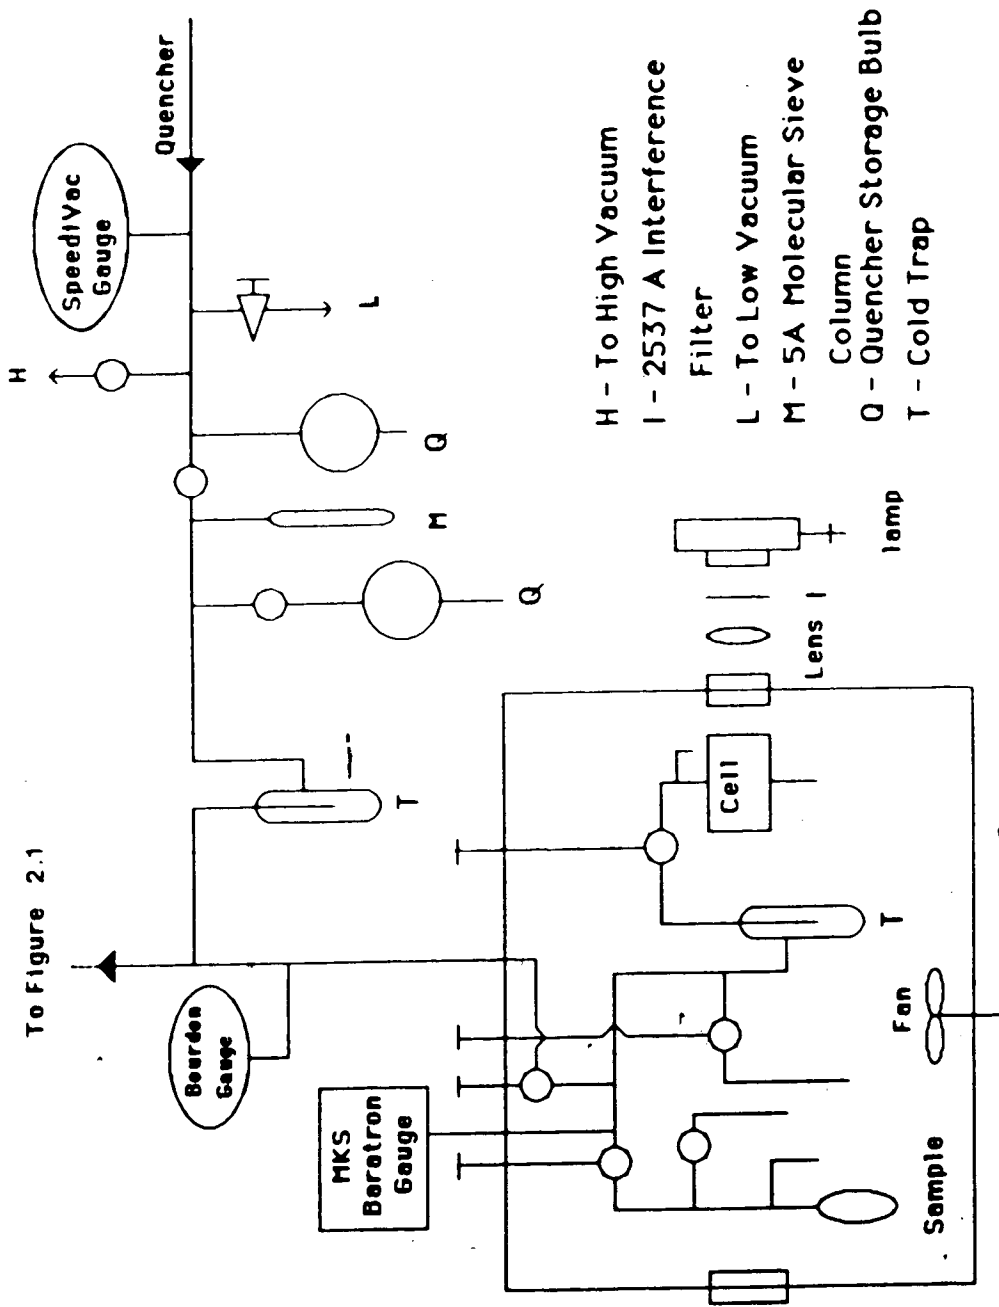 To Figure 2.1
H
SpeediVac
Gauge
Quencher
L
Q
M
Q
T
Bourdon
Gauge
MKS
Baratron
Gauge
Cell
T
Fan
Sample
Lens I
lamp
H - To High Vacuum
I - 2537 A Interference
Filter
L - To Low Vacuum
M - 5A Molecular Sieve
Column
Q - Quencher Storage Bulb
T - Cold Trap